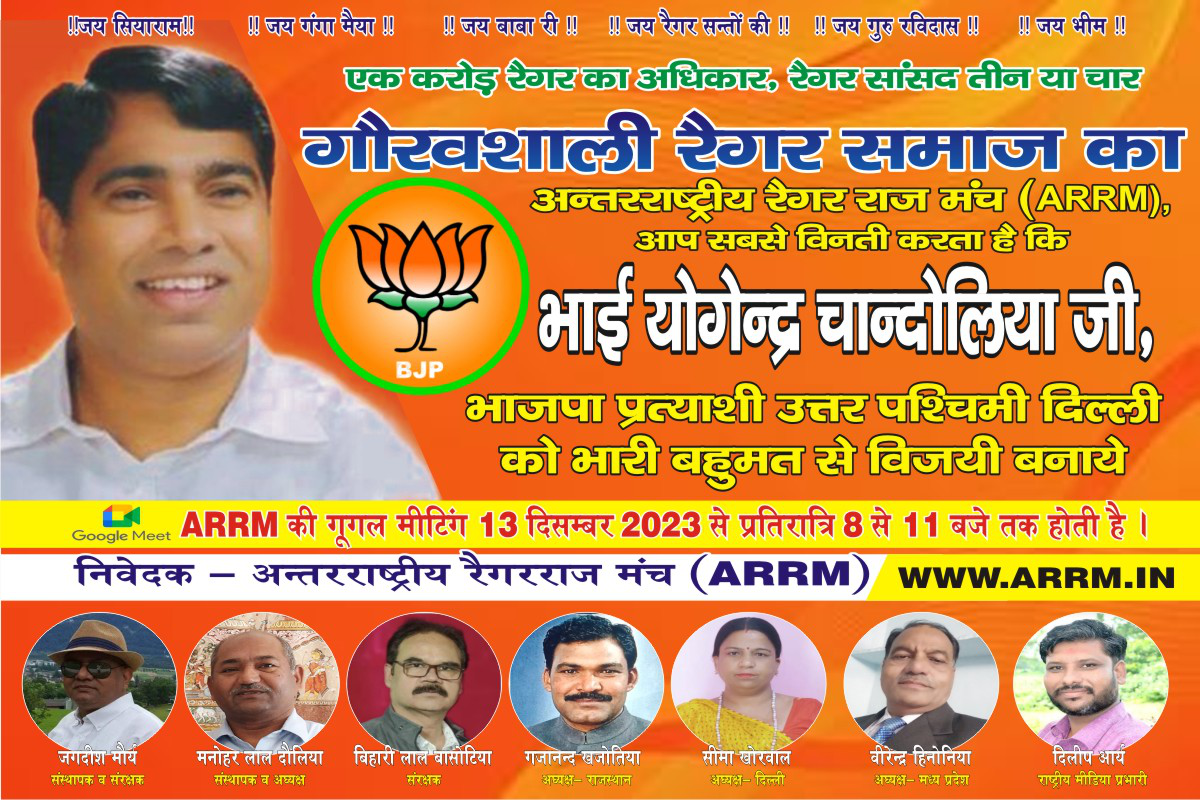 !!जय सियाराम!! !! जय गंगा मैया !! !! जय बाबा री !! !! जय रैगर सन्तों की !! !! जय गुरु रविदास !! !! जय भीम !!
एक करोड़ रैगर का अधिकार, रैगर सांसद तीन या चार
गौरवशाली रैगर समाज का
अन्तरराष्ट्रीय रैगर राज मंच (ARRM),
आप सबसे विनती करता है कि
BJP
भाई योगेन्द्र चान्दोलिया जी,
भाजपा प्रत्याशी उत्तर पश्चिमी दिल्ली
को भारी बहुमत से विजयी बनाये
Google Meet ARRM की गूगल मीटिंग 13 दिसम्बर 2023 से प्रतिरात्रि 8 से 11 बजे तक होती है ।
निवेदक – अन्तरराष्ट्रीय रैगरराज मंच (ARRM) WWW.ARRM.IN
जगदीश मौर्य मनोहर लाल दौलिया बिहारी लाल बासोटिया गजानन्द खजोतिया सीमा खोरवाल वीरेन्द्र हिनोनिया दिलीप आर्य
संस्थापक व संरक्षक संस्थापक व अध्यक्ष संरक्षक अध्यक्ष– राजस्थान अध्यक्ष– दिल्ली अध्यक्ष– मध्य प्रदेश राष्ट्रीय मीडिया प्रभारी